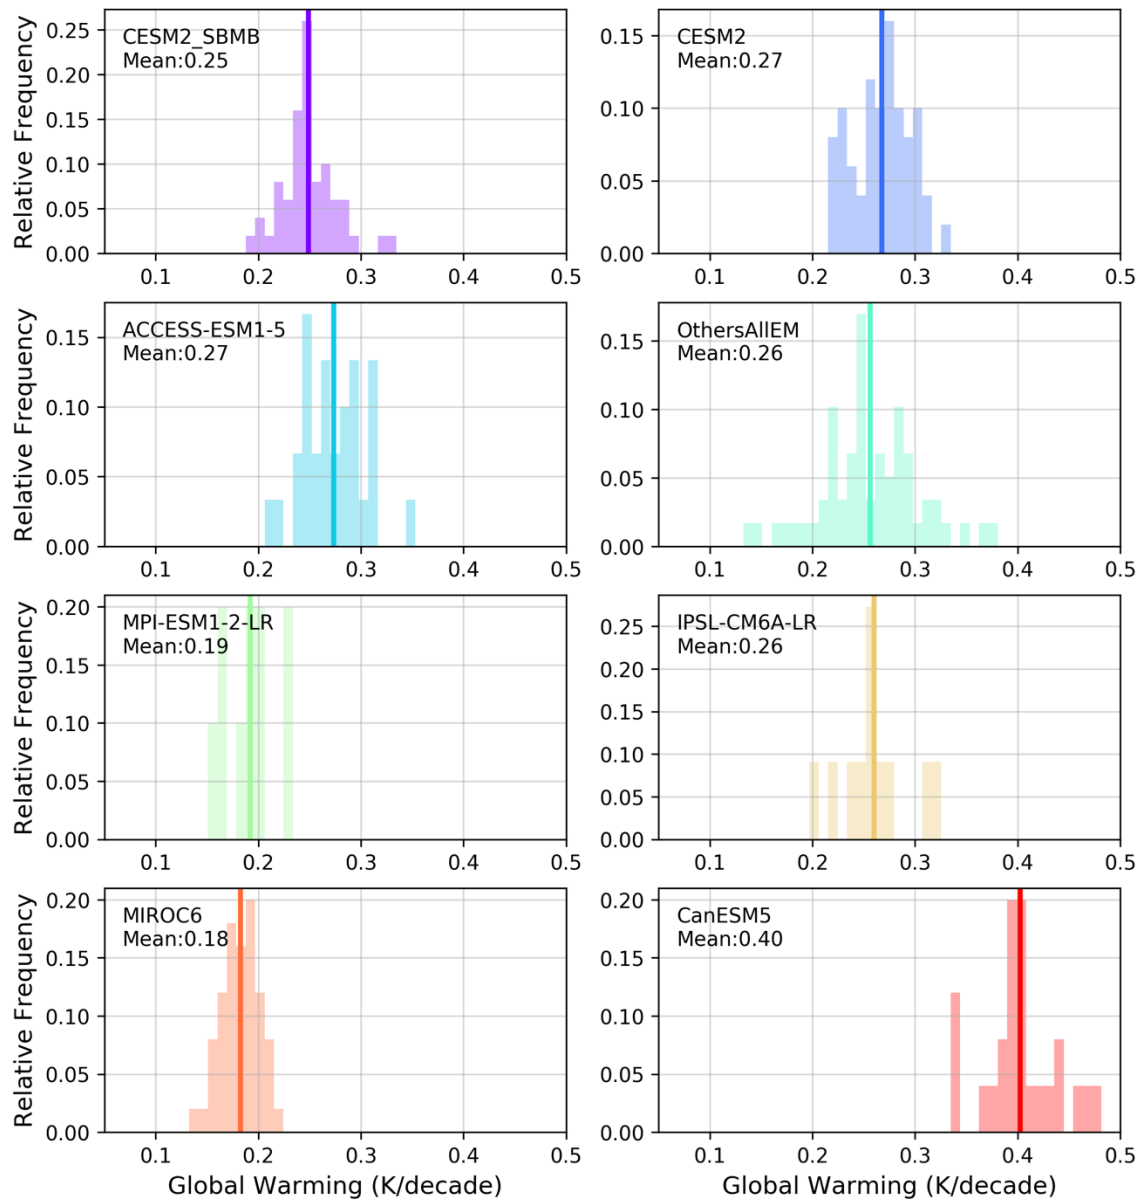 Relative Frequency
0.25
0.20
0.15
0.10
0.05
0.00
CESM2_SBMB
Mean:0.25
0.1 0.2 0.3 0.4 0.5
0.15
0.10
0.05
0.00
CESM2
Mean:0.27
0.1 0.2 0.3 0.4 0.5
Relative Frequency
0.15
0.10
0.05
0.00
ACCESS-ESM1-5
Mean:0.27
0.1 0.2 0.3 0.4 0.5
0.15
0.10
0.05
0.00
OthersAllEM
Mean:0.26
0.1 0.2 0.3 0.4 0.5
Relative Frequency
0.20
0.15
0.10
0.05
0.00
MPI-ESM1-2-LR
Mean:0.19
0.1 0.2 0.3 0.4 0.5
0.25
0.20
0.15
0.10
0.05
0.00
IPSL-CM6A-LR
Mean:0.26
0.1 0.2 0.3 0.4 0.5
Relative Frequency
0.20
0.15
0.10
0.05
0.00
MIROC6
Mean:0.18
0.1 0.2 0.3 0.4 0.5
Global Warming (K/decade)
0.20
0.15
0.10
0.05
0.00
CanESM5
Mean:0.40
0.1 0.2 0.3 0.4 0.5
Global Warming (K/decade)